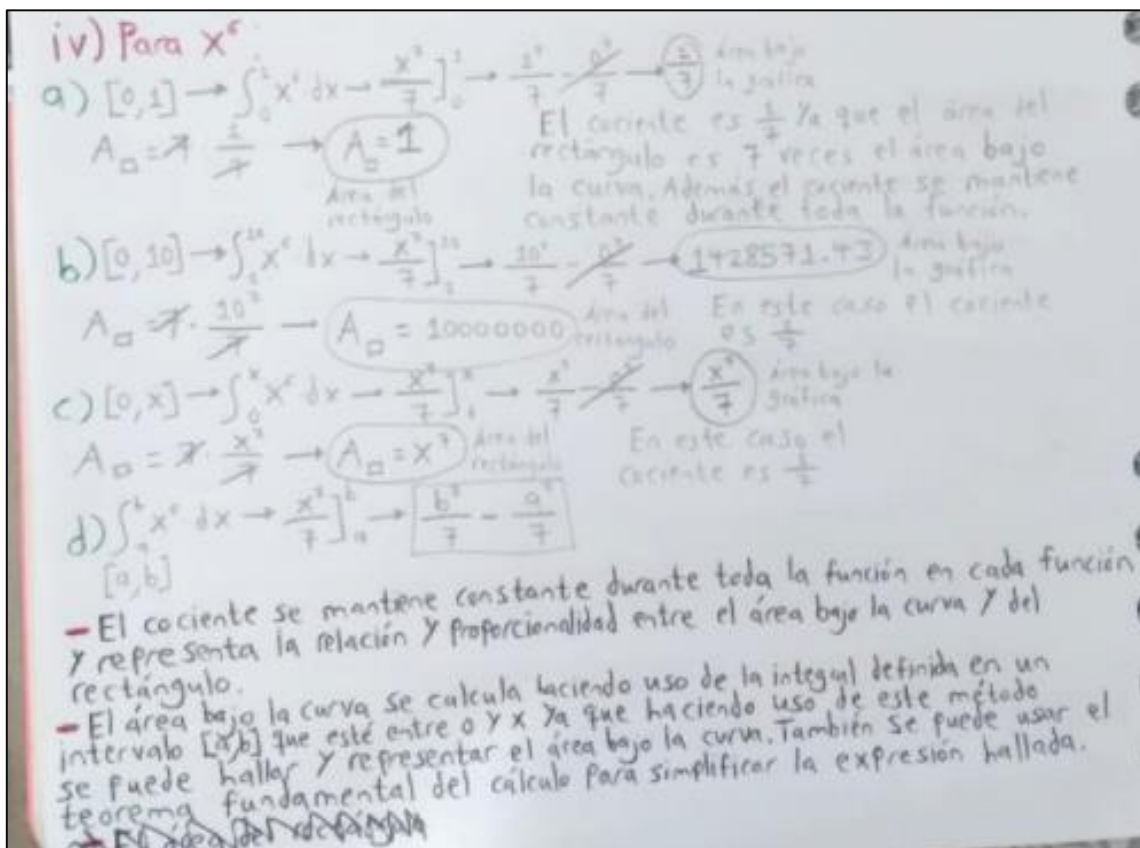 iv) Para x⁶
a) [0,1] → ∫₀¹ x⁶ dx → x⁷/7 ]₀¹ → 1⁷/7 - 0⁷/7 → 1/7 área bajo la gráfica
A□ = 7 · 1/7 → A□ = 1 Área del rectángulo
El cociente es 1/7 ya que el área del
rectángulo es 7 veces el área bajo
la curva. Además el cociente se mantiene
constante durante toda la función.
b) [0,10] → ∫₀¹⁰ x⁶ dx → x⁷/7 ]₀¹⁰ → 10⁷/7 - 0⁷/7 → 1428571.43 Área bajo la gráfica
A□ = 7 · 10⁷/7 → A□ = 10000000 Área del rectángulo
En este caso el cociente
es 1/7
c) [0,x] → ∫₀ˣ x⁶ dx → x⁷/7 ]₀ˣ → x⁷/7 - 0⁷/7 → x⁷/7 área bajo la gráfica
A□ = 7 · x⁷/7 → A□ = x⁷ Área del rectángulo
En este caso el
cociente es 1/7
d) ∫ₐᵇ x⁶ dx → x⁷/7 ]ₐᵇ → b⁷/7 - a⁷/7
[a,b]
- El cociente se mantiene constante durante toda la función en cada función
y representa la relación y proporcionalidad entre el área bajo la curva y del
rectángulo.
- El área bajo la curva se calcula haciendo uso de la integral definida en un
intervalo [a,b] que esté entre 0 y x ya que haciendo uso de este método
se puede hallar y representar el área bajo la curva. También se puede usar el
teorema fundamental del cálculo para simplificar la expresión hallada.